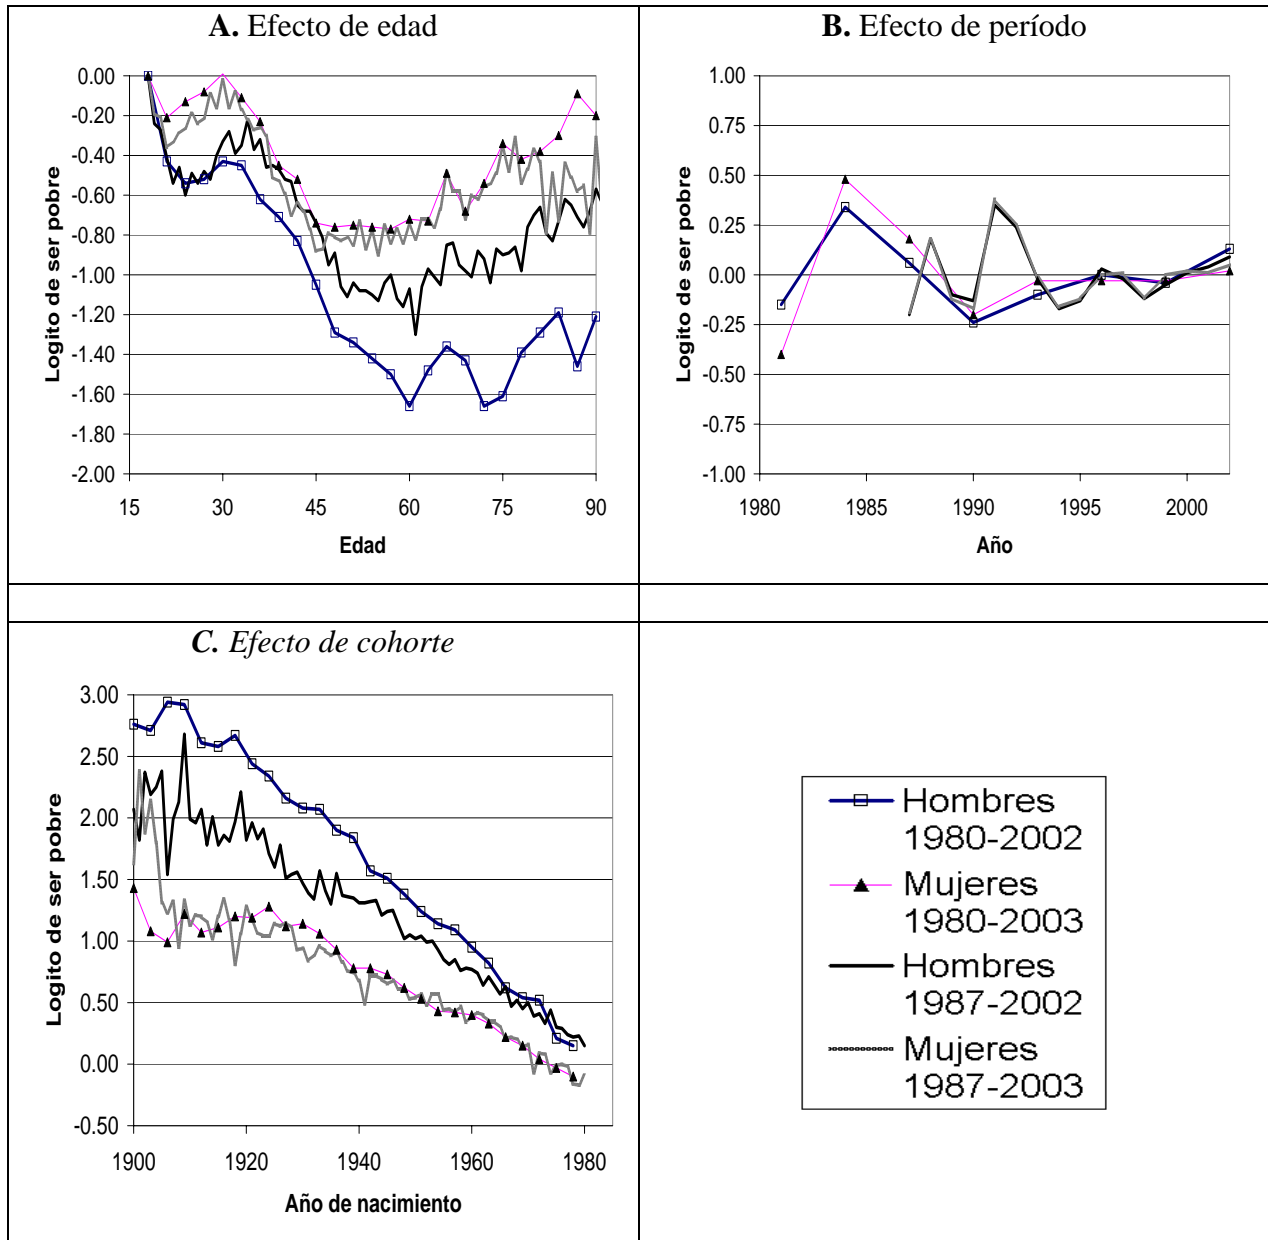 A. Efecto de edad
0.00
-0.20
-0.40
-0.60
-0.80
-1.00
-1.20
-1.40
-1.60
-1.80
-2.00
15 30 45 60 75 90
Logito de ser pobre
Edad
B. Efecto de período
1.00
0.75
0.50
0.25
0.00
-0.25
-0.50
-0.75
-1.00
1980 1985 1990 1995 2000
Logito de ser pobre
Año
C. Efecto de cohorte
3.00
2.50
2.00
1.50
1.00
0.50
0.00
-0.50
1900 1920 1940 1960 1980
Logito de ser pobre
Año de nacimiento
Hombres
1980-2002
Mujeres
1980-2003
Hombres
1987-2002
Mujeres
1987-2003